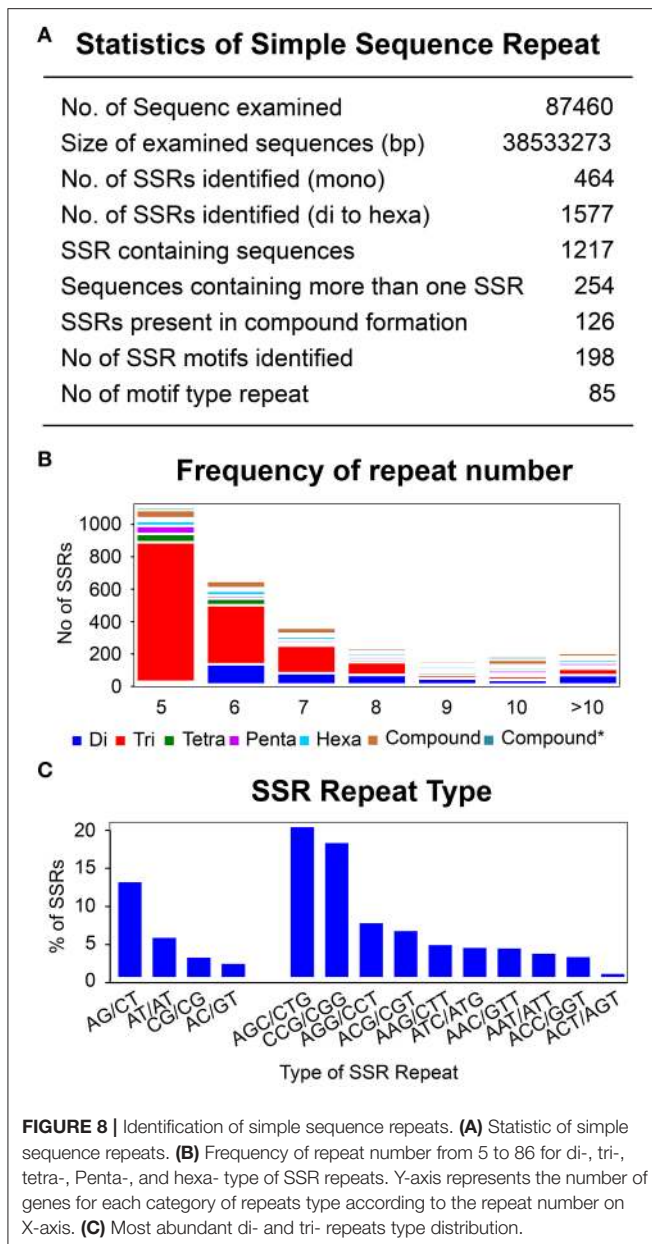 A Statistics of Simple Sequence Repeat
No. of Sequenc examined 87460
Size of examined sequences (bp) 38533273
No. of SSRs identified (mono) 464
No. of SSRs identified (di to hexa) 1577
SSR containing sequences 1217
Sequences containing more than one SSR 254
SSRs present in compound formation 126
No of SSR motifs identified 198
No of motif type repeat 85
B Frequency of repeat number
No of SSRs
1000
800
600
400
200
0
5 6 7 8 9 10 >10
Di Tri Tetra Penta Hexa Compound Compound*
C SSR Repeat Type
% of SSRs
20
15
10
5
0
AG/CT AT/AT CG/CG AC/GT AGC/CTG CCG/CGG AGG/CCT ACG/CGT AAG/CTT ATC/ATG AAC/GTT AAT/ATT ACC/GGT ACT/AGT
Type of SSR Repeat
FIGURE 8 | Identification of simple sequence repeats. (A) Statistic of simple
sequence repeats. (B) Frequency of repeat number from 5 to 86 for di-, tri-,
tetra-, Penta-, and hexa- type of SSR repeats. Y-axis represents the number of
genes for each category of repeats type according to the repeat number on
X-axis. (C) Most abundant di- and tri- repeats type distribution.